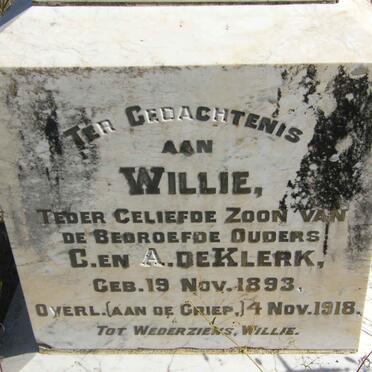 TER GEDACHTENIS
AAN
WILLIE,
TEDER GELIEFDE ZOON VAN
DE BEDROEFDE OUDERS
C. EN A. DE KLERK,
GEB. 19 NOV. 1893,
OVERL. (AAN DE GRIEP.) 4 NOV. 1918.
TOT WEDERZIENS, WILLIE.